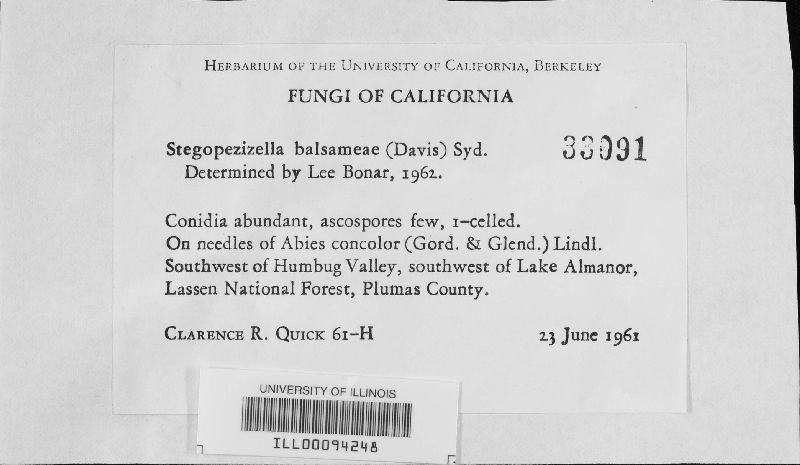 HERBARIUM OF THE UNIVERSITY OF CALIFORNIA, BERKELEY
FUNGI OF CALIFORNIA
Stegopezizella balsameae (Davis) Syd. 33091
Determined by Lee Bonar, 1962.
Conidia abundant, ascospores few, 1-celled.
On needles of Abies concolor (Gord. & Glend.) Lindl.
Southwest of Humbug Valley, southwest of Lake Almanor,
Lassen National Forest, Plumas County.
CLARENCE R. QUICK 61-H 23 June 1961
UNIVERSITY OF ILLINOIS
ILL00094248